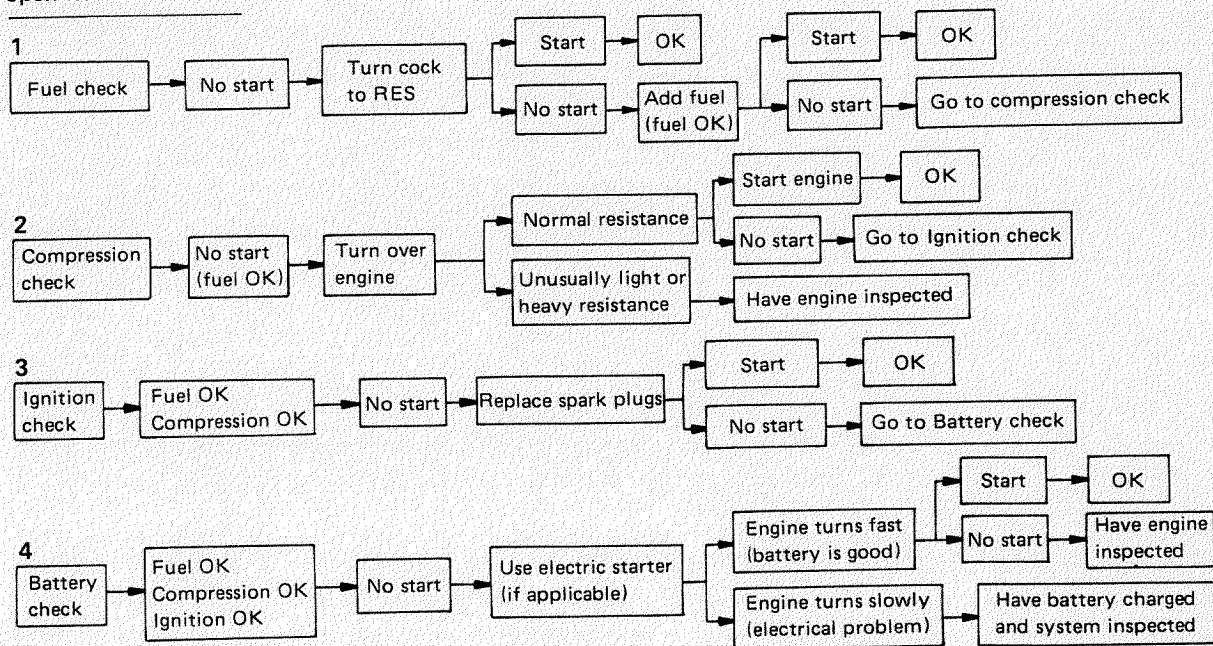 1
Fuel check
No start
Turn cock
to RES
Start
OK
No start
Add fuel
(fuel OK)
Start
OK
No start
Go to compression check
2
Compression
check
No start
(fuel OK)
Turn over
engine
Normal resistance
Start engine
OK
No start
Go to Ignition check
Unusually light or
heavy resistance
Have engine inspected
3
Ignition
check
Fuel OK
Compression OK
No start
Replace spark plugs
Start
OK
No start
Go to Battery check
4
Battery
check
Fuel OK
Compression OK
Ignition OK
No start
Use electric starter
(if applicable)
Engine turns fast
(battery is good)
Start
OK
No start
Have engine
inspected
Engine turns slowly
(electrical problem)
Have battery charged
and system inspected